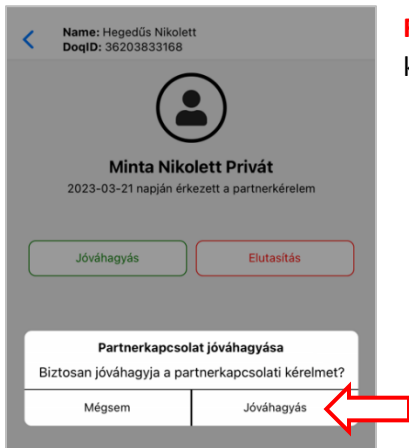 Name: Hegedűs Nikolett
DoqID: 36203833168
Minta Nikolett Privát
2023-03-21 napján érkezett a partnerkérelem
Jóváhagyás
Elutasítás
Partnerkapcsolat jóváhagyása
Biztosan jóváhagyja a partnerkapcsolati kérelmet?
Mégsem
Jóváhagyás